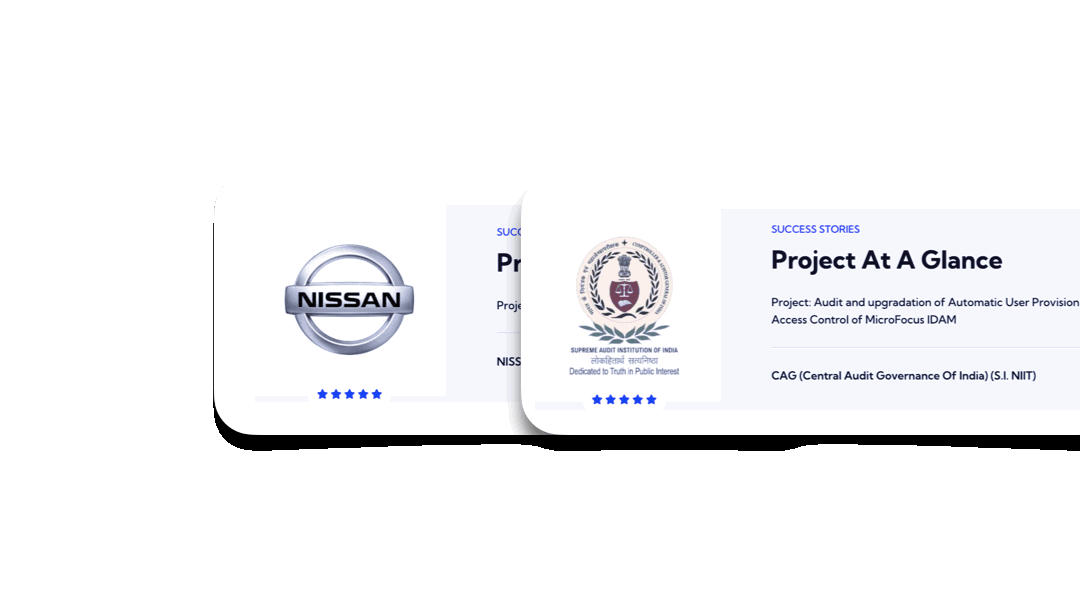 SUCC
Pr
Proje
NISS
NISSAN
SUPREME AUDIT INSTITUTION OF INDIA
लोकहितार्थ सत्यनिष्ठा
Dedicated to Truth in Public Interest
SUCCESS STORIES
Project At A Glance
Project: Audit and upgradation of Automatic User Provision
Access Control of MicroFocus IDAM
CAG (Central Audit Governance Of India) (S.I. NIIT)